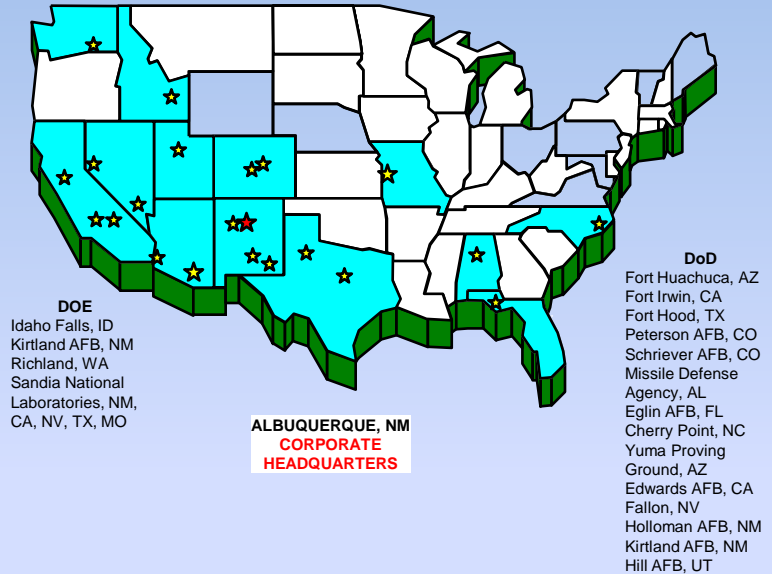 DOE
Idaho Falls, ID
Kirtland AFB, NM
Richland, WA
Sandia National
Laboratories, NM,
CA, NV, TX, MO
ALBUQUERQUE, NM
CORPORATE
HEADQUARTERS
DoD
Fort Huachuca, AZ
Fort Irwin, CA
Fort Hood, TX
Peterson AFB, CO
Schriever AFB, CO
Missile Defense
Agency, AL
Eglin AFB, FL
Cherry Point, NC
Yuma Proving
Ground, AZ
Edwards AFB, CA
Fallon, NV
Holloman AFB, NM
Kirtland AFB, NM
Hill AFB, UT